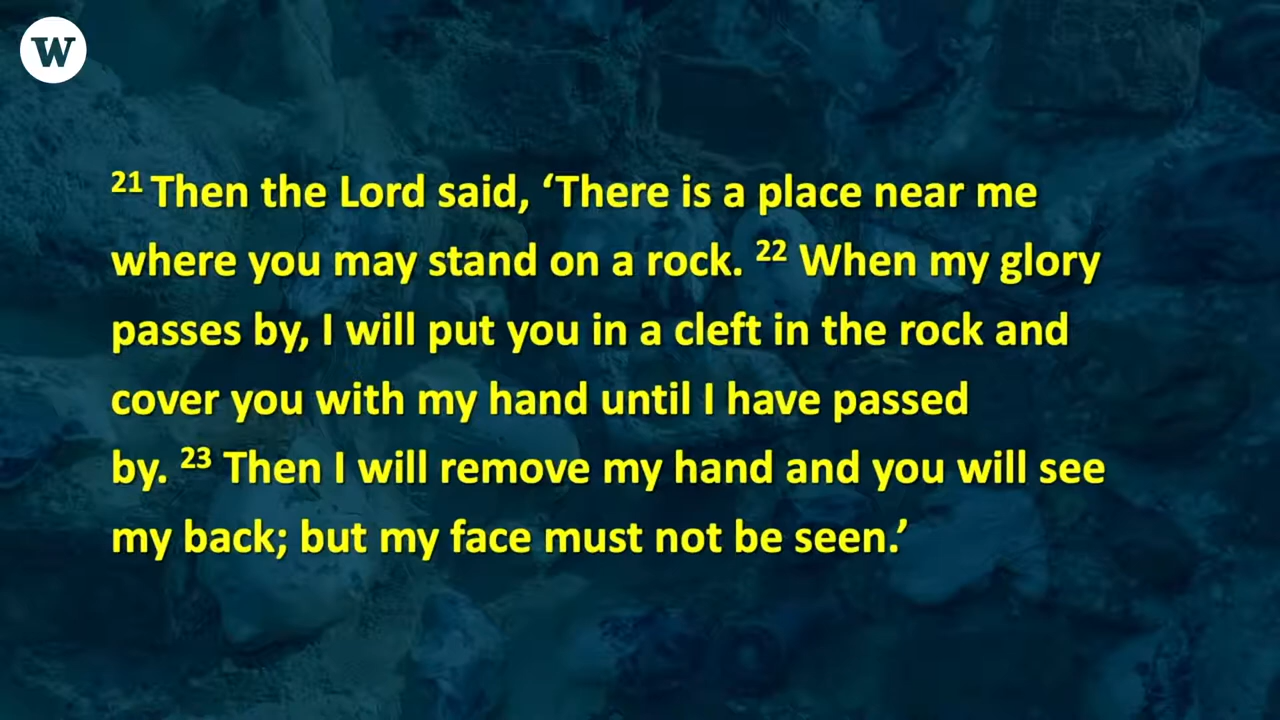 W
21 Then the Lord said, ‘There is a place near me
where you may stand on a rock. 22 When my glory
passes by, I will put you in a cleft in the rock and
cover you with my hand until I have passed
by. 23 Then I will remove my hand and you will see
my back; but my face must not be seen.’